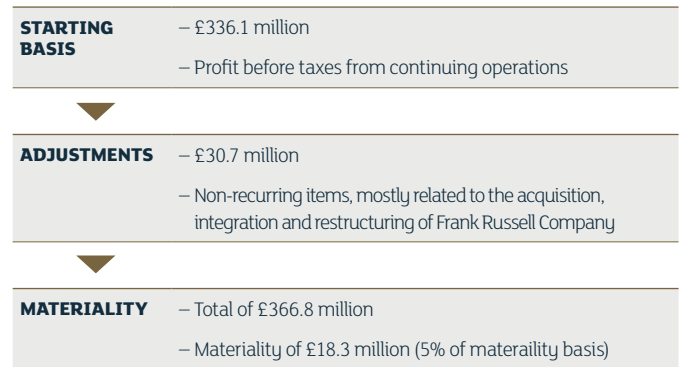 STARTING
BASIS
– £336.1 million
– Profit before taxes from continuing operations
ADJUSTMENTS
– £30.7 million
– Non-recurring items, mostly related to the acquisition,
integration and restructuring of Frank Russell Company
MATERIALITY
– Total of £366.8 million
– Materiality of £18.3 million (5% of materaility basis)